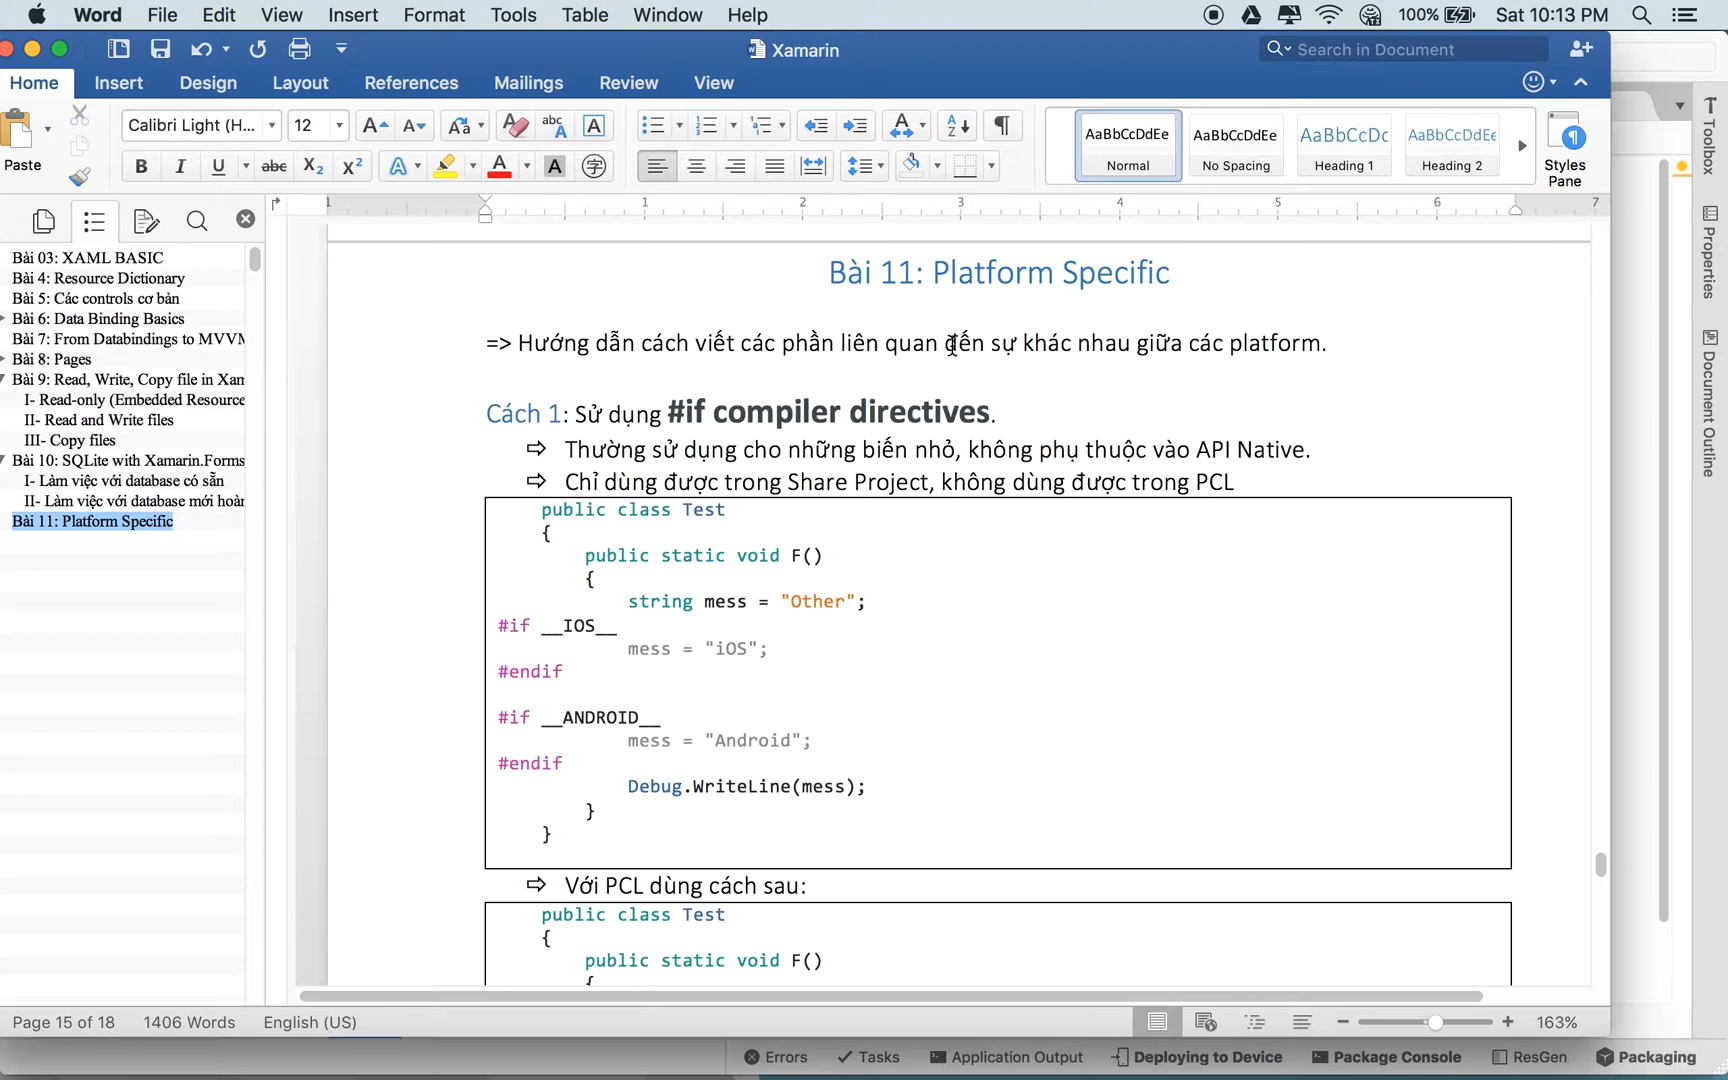 Word File Edit View Insert Format Tools Table Window Help 100% Sat 10:13 PM
Xamarin Search in Document
Home Insert Design Layout References Mailings Review View
Paste Calibri Light (H... 12 AaBbCcDdEe AaBbCcDdEe AaBbCcDc AaBbCcDdEe
Normal No Spacing Heading 1 Heading 2 Styles Pane
Toolbox
Properties
Document Outline
1 1 2 3 4 5 6 7
Bài 03: XAML BASIC
Bài 4: Resource Dictionary
Bài 5: Các controls cơ bản
Bài 6: Data Binding Basics
Bài 7: From Databindings to MVVM
Bài 8: Pages
Bài 9: Read, Write, Copy file in Xam
I- Read-only (Embedded Resource
II- Read and Write files
III- Copy files
Bài 10: SQLite with Xamarin.Forms
I- Làm việc với database có sẵn
II- Làm việc với database mới hoàn
Bài 11: Platform Specific
Bài 11: Platform Specific
=> Hướng dẫn cách viết các phần liên quan đến sự khác nhau giữa các platform.
Cách 1: Sử dụng #if compiler directives.
⇨ Thường sử dụng cho những biến nhỏ, không phụ thuộc vào API Native.
⇨ Chỉ dùng được trong Share Project, không dùng được trong PCL
public class Test
{
public static void F()
{
string mess = "Other";
#if __IOS__
mess = "iOS";
#endif
#if __ANDROID__
mess = "Android";
#endif
Debug.WriteLine(mess);
}
}
⇨ Với PCL dùng cách sau:
public class Test
{
public static void F()
{
Page 15 of 18 1406 Words English (US) 163%
Errors Tasks Application Output Deploying to Device Package Console ResGen Packaging